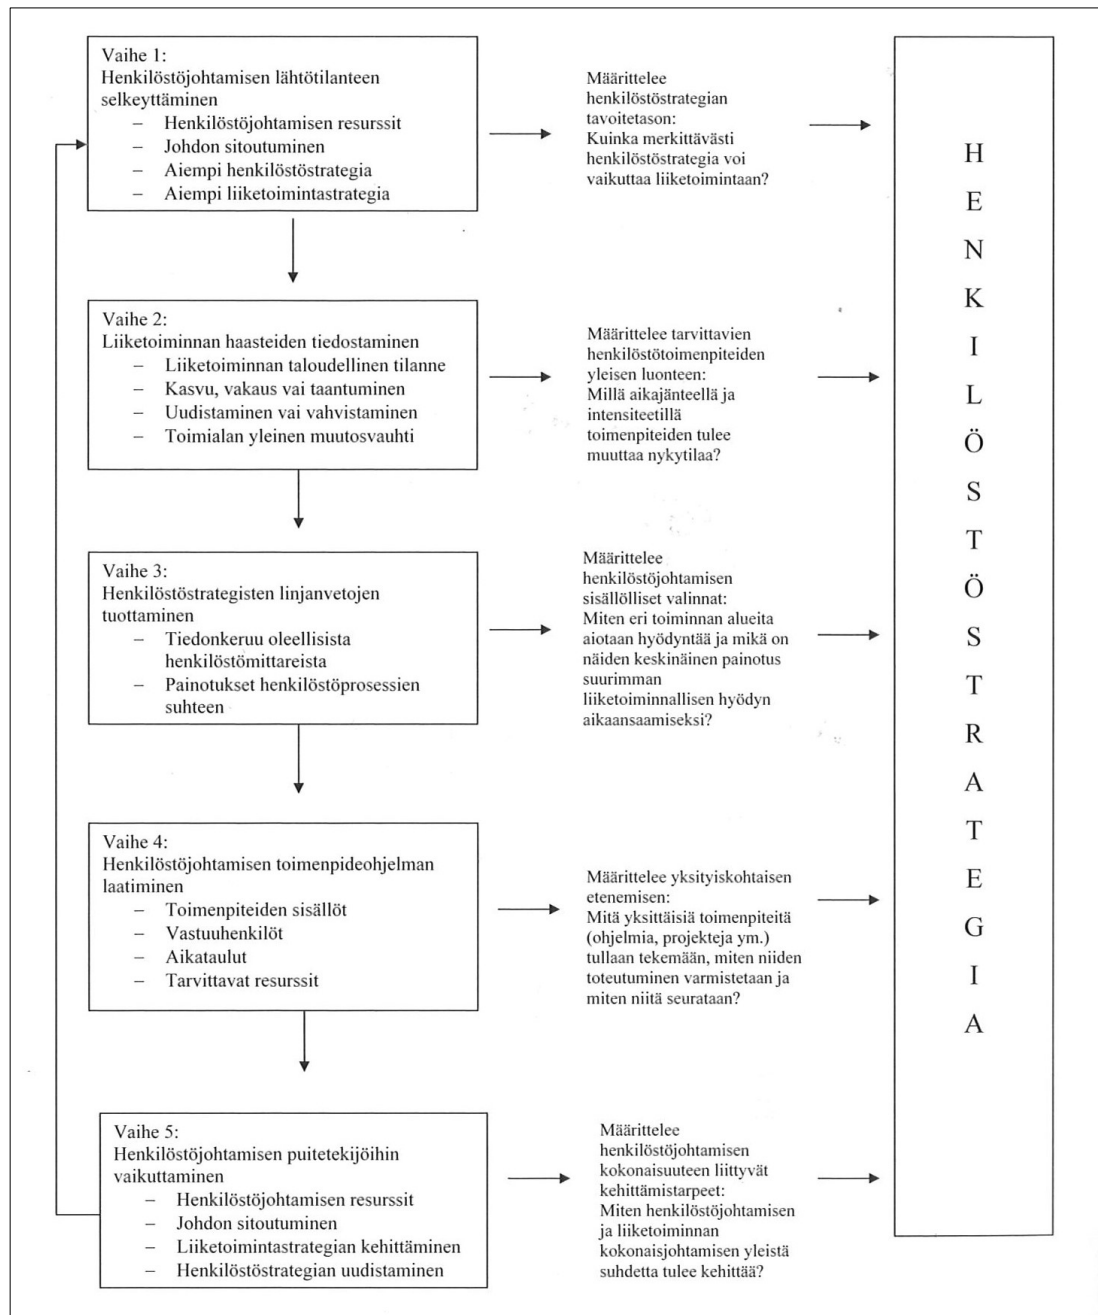 Vaihe 1:
Henkilöstöjohtamisen lähtötilanteen
selkeyttäminen
– Henkilöstöjohtamisen resurssit
– Johdon sitoutuminen
– Aiempi henkilöstöstrategia
– Aiempi liiketoimintastrategia
Määrittelee
henkilöstöstrategian
tavoitetason:
Kuinka merkittävästi
henkilöstöstrategia voi
vaikuttaa liiketoimintaan?
Vaihe 2:
Liiketoiminnan haasteiden tiedostaminen
– Liiketoiminnan taloudellinen tilanne
– Kasvu, vakaus vai taantuminen
– Uudistaminen vai vahvistaminen
– Toimialan yleinen muutosvauhti
Määrittelee tarvittavien
henkilöstötoimenpiteiden
yleisen luonteen:
Millä aikajänteellä ja
intensiteetillä
toimenpiteiden tulee
muuttaa nykytilaa?
Vaihe 3:
Henkilöstöstrategisten linjanvetojen
tuottaminen
– Tiedonkeruu oleellisista
henkilöstömittareista
– Painotukset henkilöstöprosessien
suhteen
Määrittelee
henkilöstöjohtamisen
sisällölliset valinnat:
Miten eri toiminnan alueita
aiotaan hyödyntää ja mikä on
näiden keskinäinen painotus
suurimman
liiketoiminnallisen hyödyn
aikaansaamiseksi?
Vaihe 4:
Henkilöstöjohtamisen toimenpideohjelman
laatiminen
– Toimenpiteiden sisällöt
– Vastuuhenkilöt
– Aikataulut
– Tarvittavat resurssit
Määrittelee yksityiskohtaisen
etenemisen:
Mitä yksittäisiä toimenpiteitä
(ohjelmia, projekteja ym.)
tullaan tekemään, miten niiden
toteutuminen varmistetaan ja
miten niitä seurataan?
Vaihe 5:
Henkilöstöjohtamisen puitetekijöihin
vaikuttaminen
– Henkilöstöjohtamisen resurssit
– Johdon sitoutuminen
– Liiketoimintastrategian kehittäminen
– Henkilöstöstrategian uudistaminen
Määrittelee
henkilöstöjohtamisen
kokonaisuuteen liittyvät
kehittämistarpeet:
Miten henkilöstöjohtamisen
ja liiketoiminnan
kokonaisjohtamisen yleistä
suhdetta tulee kehittää?
HENKILÖSTÖSTRATEGIA